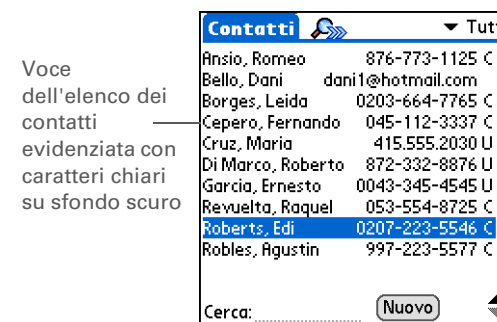 Contatti Tutt
Voce
dell'elenco dei
contatti
evidenziata con
caratteri chiari
su sfondo scuro
Ansio, Romeo 876-773-1125 C
Bello, Dani dani1@hotmail.com
Borges, Leida 0203-664-7765 C
Cepero, Fernando 045-112-3337 C
Cruz, Maria 415.555.2030 U
Di Marco, Roberto 872-332-8876 U
Garcia, Ernesto 0043-345-4545 U
Revuelta, Raquel 053-554-8725 C
Roberts, Edi 0207-223-5546 C
Robles, Agustin 997-223-5577 C
Cerca: Nuovo